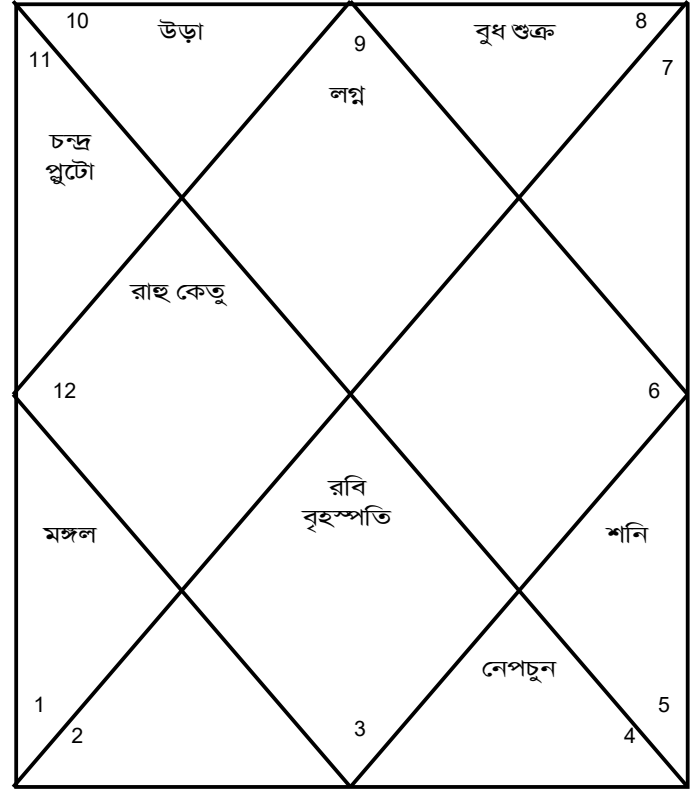 10 উড়া 9 বুধ শুক্র 8
11 7
লগ্ন
চন্দ্র
প্লুটো
রাহু কেতু
12 6
রবি
বৃহস্পতি
মঙ্গল শনি
নেপচুন
1 5
2 3 4